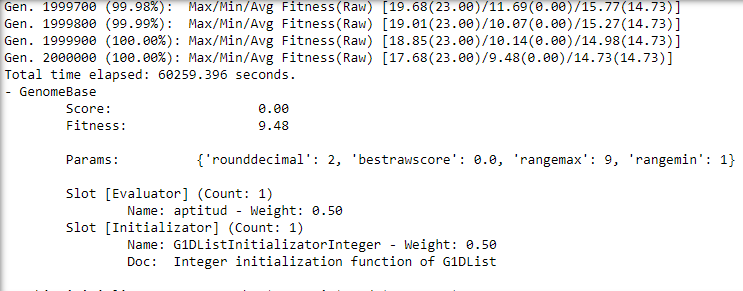 Gen. 1999700 (99.98%):  Max/Min/Avg Fitness(Raw) [19.68(23.00)/11.69(0.00)/15.77(14.73)]
Gen. 1999800 (99.99%):  Max/Min/Avg Fitness(Raw) [19.01(23.00)/10.07(0.00)/15.27(14.73)]
Gen. 1999900 (100.00%): Max/Min/Avg Fitness(Raw) [18.85(23.00)/10.14(0.00)/14.98(14.73)]
Gen. 2000000 (100.00%): Max/Min/Avg Fitness(Raw) [17.68(23.00)/9.48(0.00)/14.73(14.73)]
Total time elapsed: 60259.396 seconds.
- GenomeBase
Score: 0.00
Fitness: 9.48
Params: {'rounddecimal': 2, 'bestrawscore': 0.0, 'rangemax': 9, 'rangemin': 1}
Slot [Evaluator] (Count: 1)
Name: aptitud - Weight: 0.50
Slot [Initializator] (Count: 1)
Name: G1DListInitializatorInteger - Weight: 0.50
Doc:  Integer initialization function of G1DList